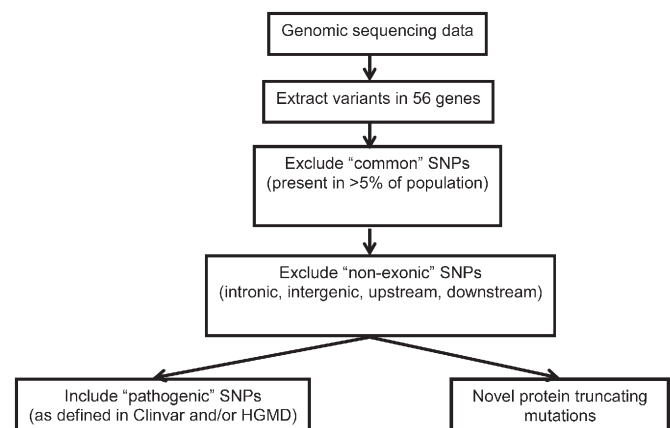 Genomic sequencing data
Extract variants in 56 genes
Exclude “common” SNPs
(present in >5% of population)
Exclude “non-exonic” SNPs
(intronic, intergenic, upstream, downstream)
Include “pathogenic” SNPs
(as defined in Clinvar and/or HGMD)
Novel protein truncating
mutations